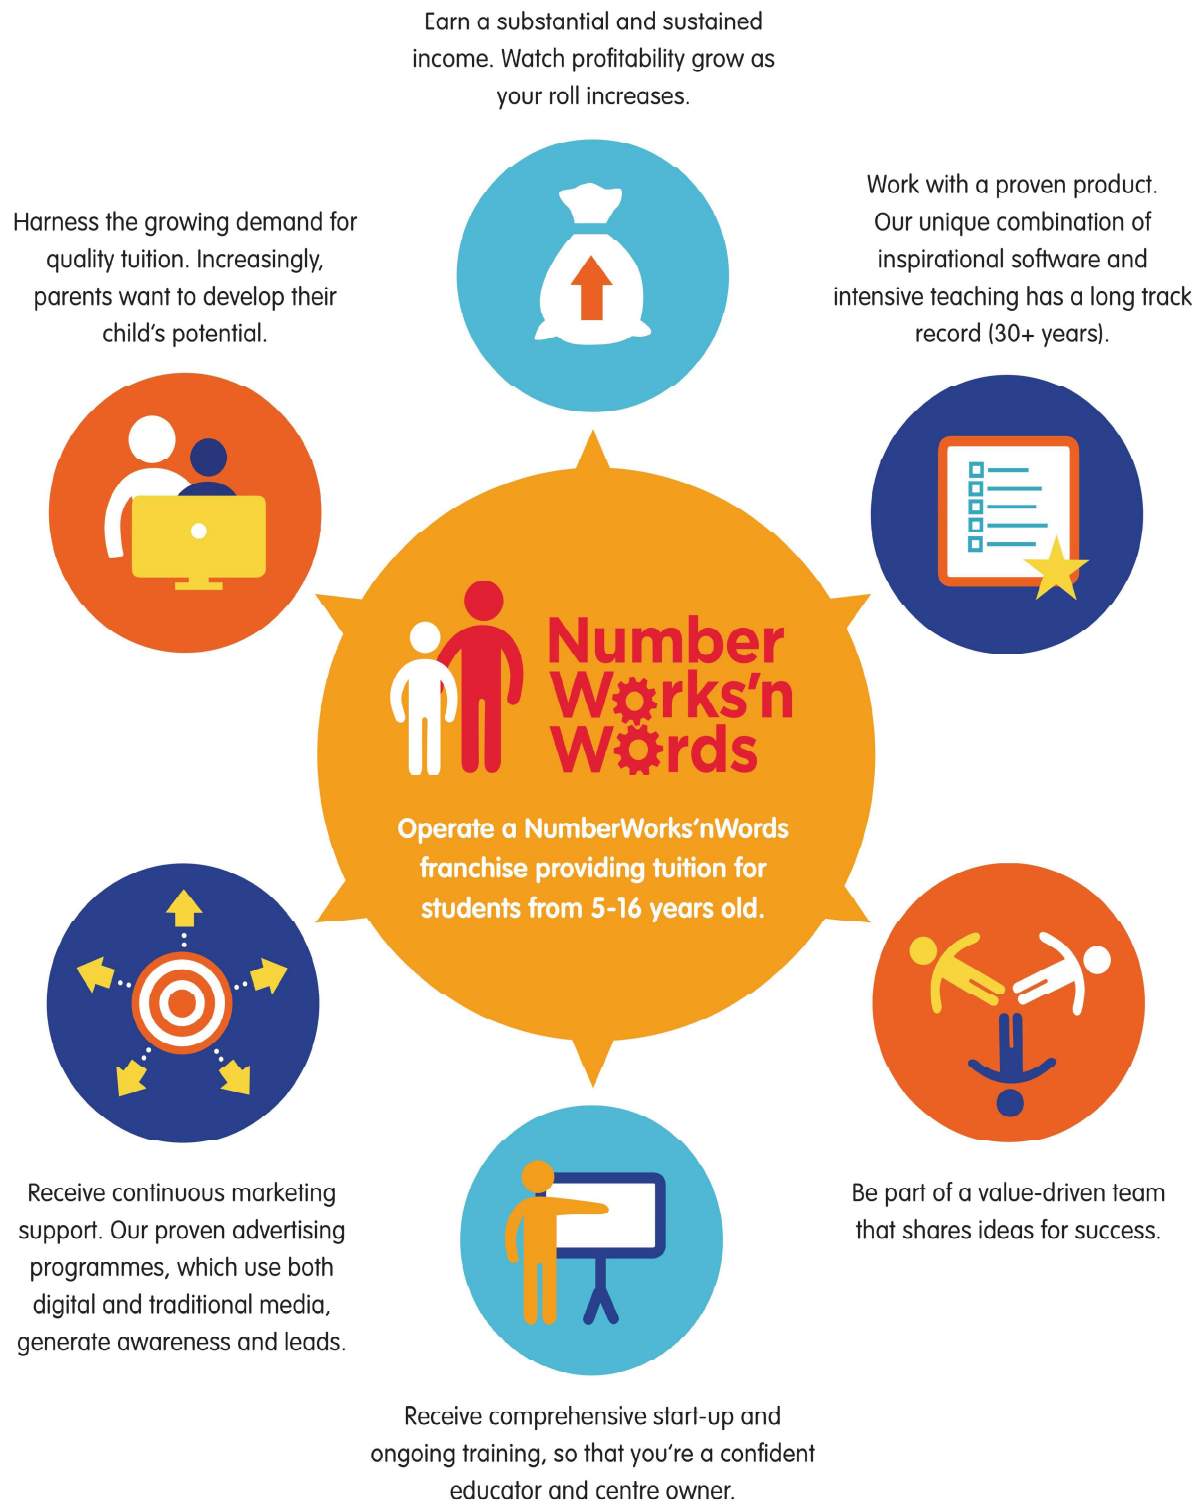 Earn a substantial and sustained
income. Watch profitability grow as
your roll increases.
Work with a proven product.
Our unique combination of
inspirational software and
intensive teaching has a long track
record (30+ years).
Harness the growing demand for
quality tuition. Increasingly,
parents want to develop their
child's potential.
Number
Works'n
Words
Operate a NumberWorks'nWords
franchise providing tuition for
students from 5-16 years old.
Receive continuous marketing
support. Our proven advertising
programmes, which use both
digital and traditional media,
generate awareness and leads.
Be part of a value-driven team
that shares ideas for success.
Receive comprehensive start-up and
ongoing training, so that you're a confident
educator and centre owner.